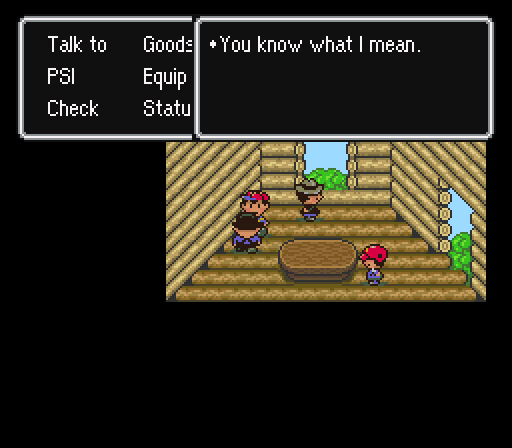 Talk to Goods
PSI Equip
Check Statu
•You know what I mean.